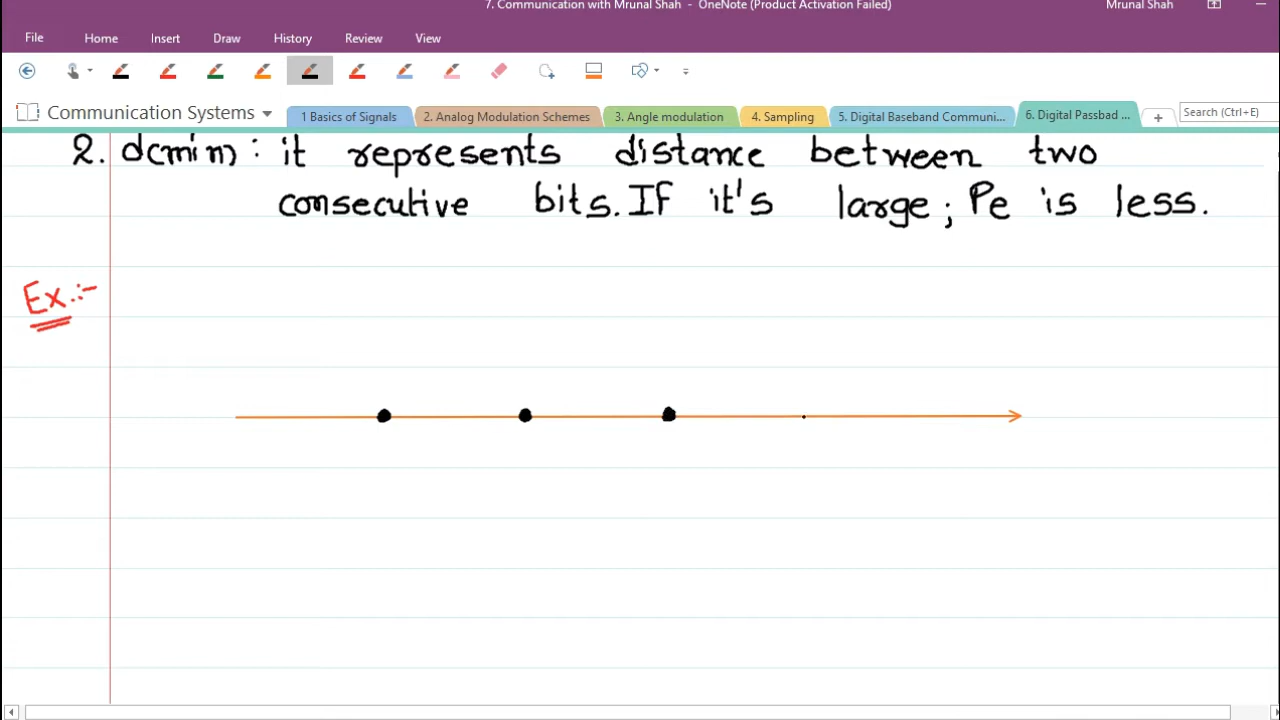 7. Communication with Mrunal Shah - OneNote (Product Activation Failed)
Mrunal Shah
File Home Insert Draw History Review View
Communication Systems
1 Basics of Signals
2. Analog Modulation Schemes
3. Angle modulation
4. Sampling
5. Digital Baseband Communi...
6. Digital Passbad ...
Search (Ctrl+E)
2. d(min) : it represents distance between two
consecutive bits. If it's large ; Pe is less.
Ex.:-